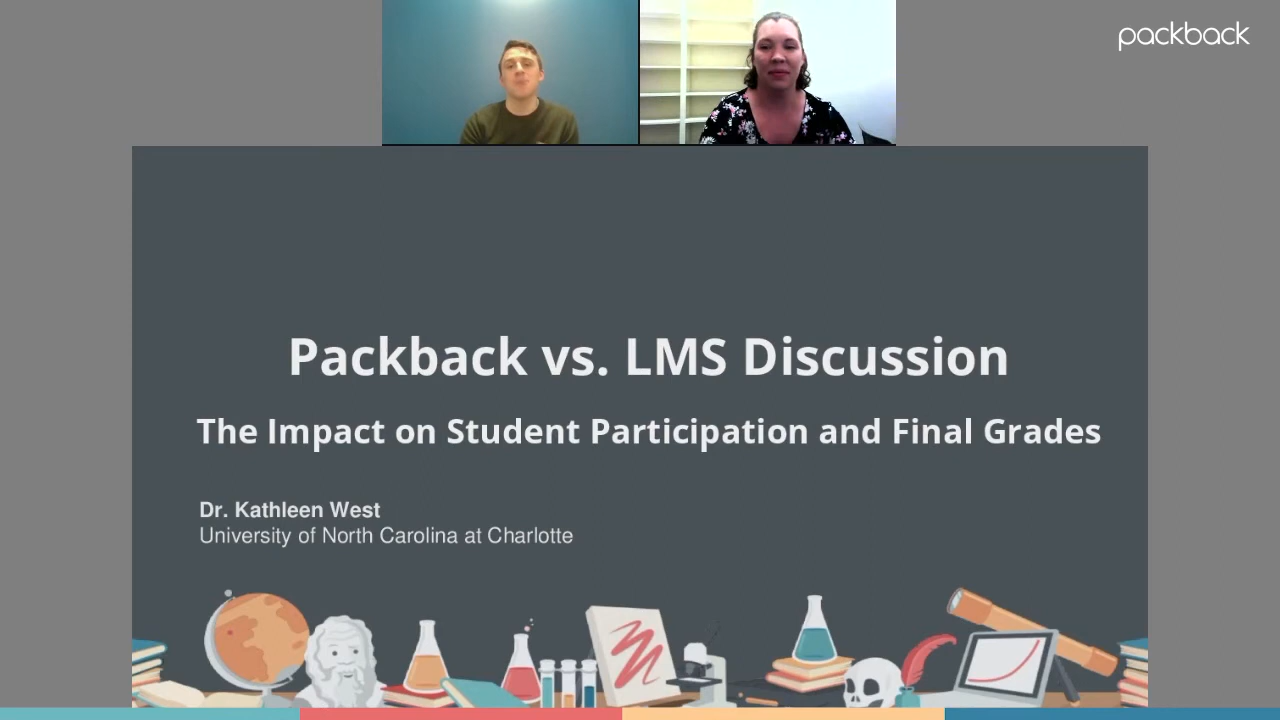 packback
Packback vs. LMS Discussion
The Impact on Student Participation and Final Grades
Dr. Kathleen West
University of North Carolina at Charlotte